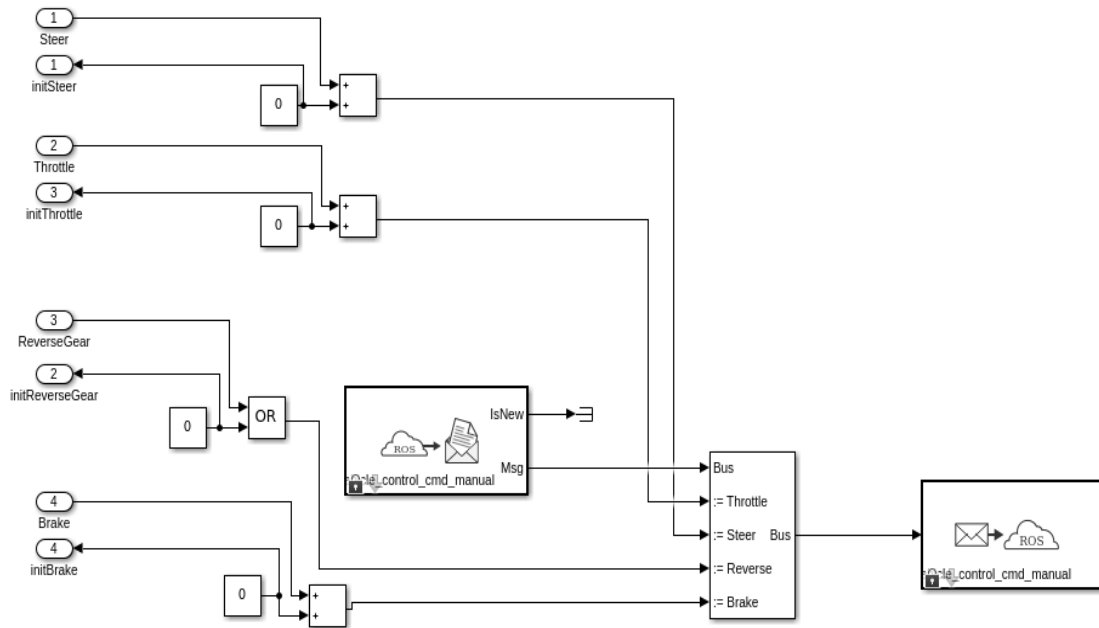 1
Steer
1
initSteer
0
+
+
2
Throttle
3
initThrottle
0
+
+
3
ReverseGear
2
initReverseGear
0
OR
IsNew
ROS
Msg
control_cmd_manual
4
Brake
4
initBrake
0
+
+
Bus
:= Throttle
:= Steer
Bus
:= Reverse
:= Brake
ROS
control_cmd_manual